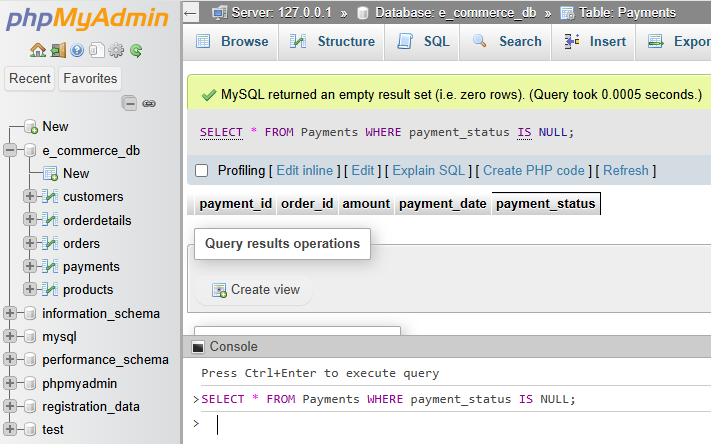 phpMyAdmin
Recent Favorites
New
e_commerce_db
New
customers
orderdetails
orders
payments
products
information_schema
mysql
performance_schema
phpmyadmin
registration_data
test
Server: 127.0.0.1 » Database: e_commerce_db » Table: Payments
Browse Structure SQL Search Insert Expor
MySQL returned an empty result set (i.e. zero rows). (Query took 0.0005 seconds.)
SELECT * FROM Payments WHERE payment_status IS NULL;
Profiling [ Edit inline ] [ Edit ] [ Explain SQL ] [ Create PHP code ] [ Refresh ]
payment_id order_id amount payment_date payment_status
Query results operations
Create view
Console
Press Ctrl+Enter to execute query
>SELECT * FROM Payments WHERE payment_status IS NULL;
>